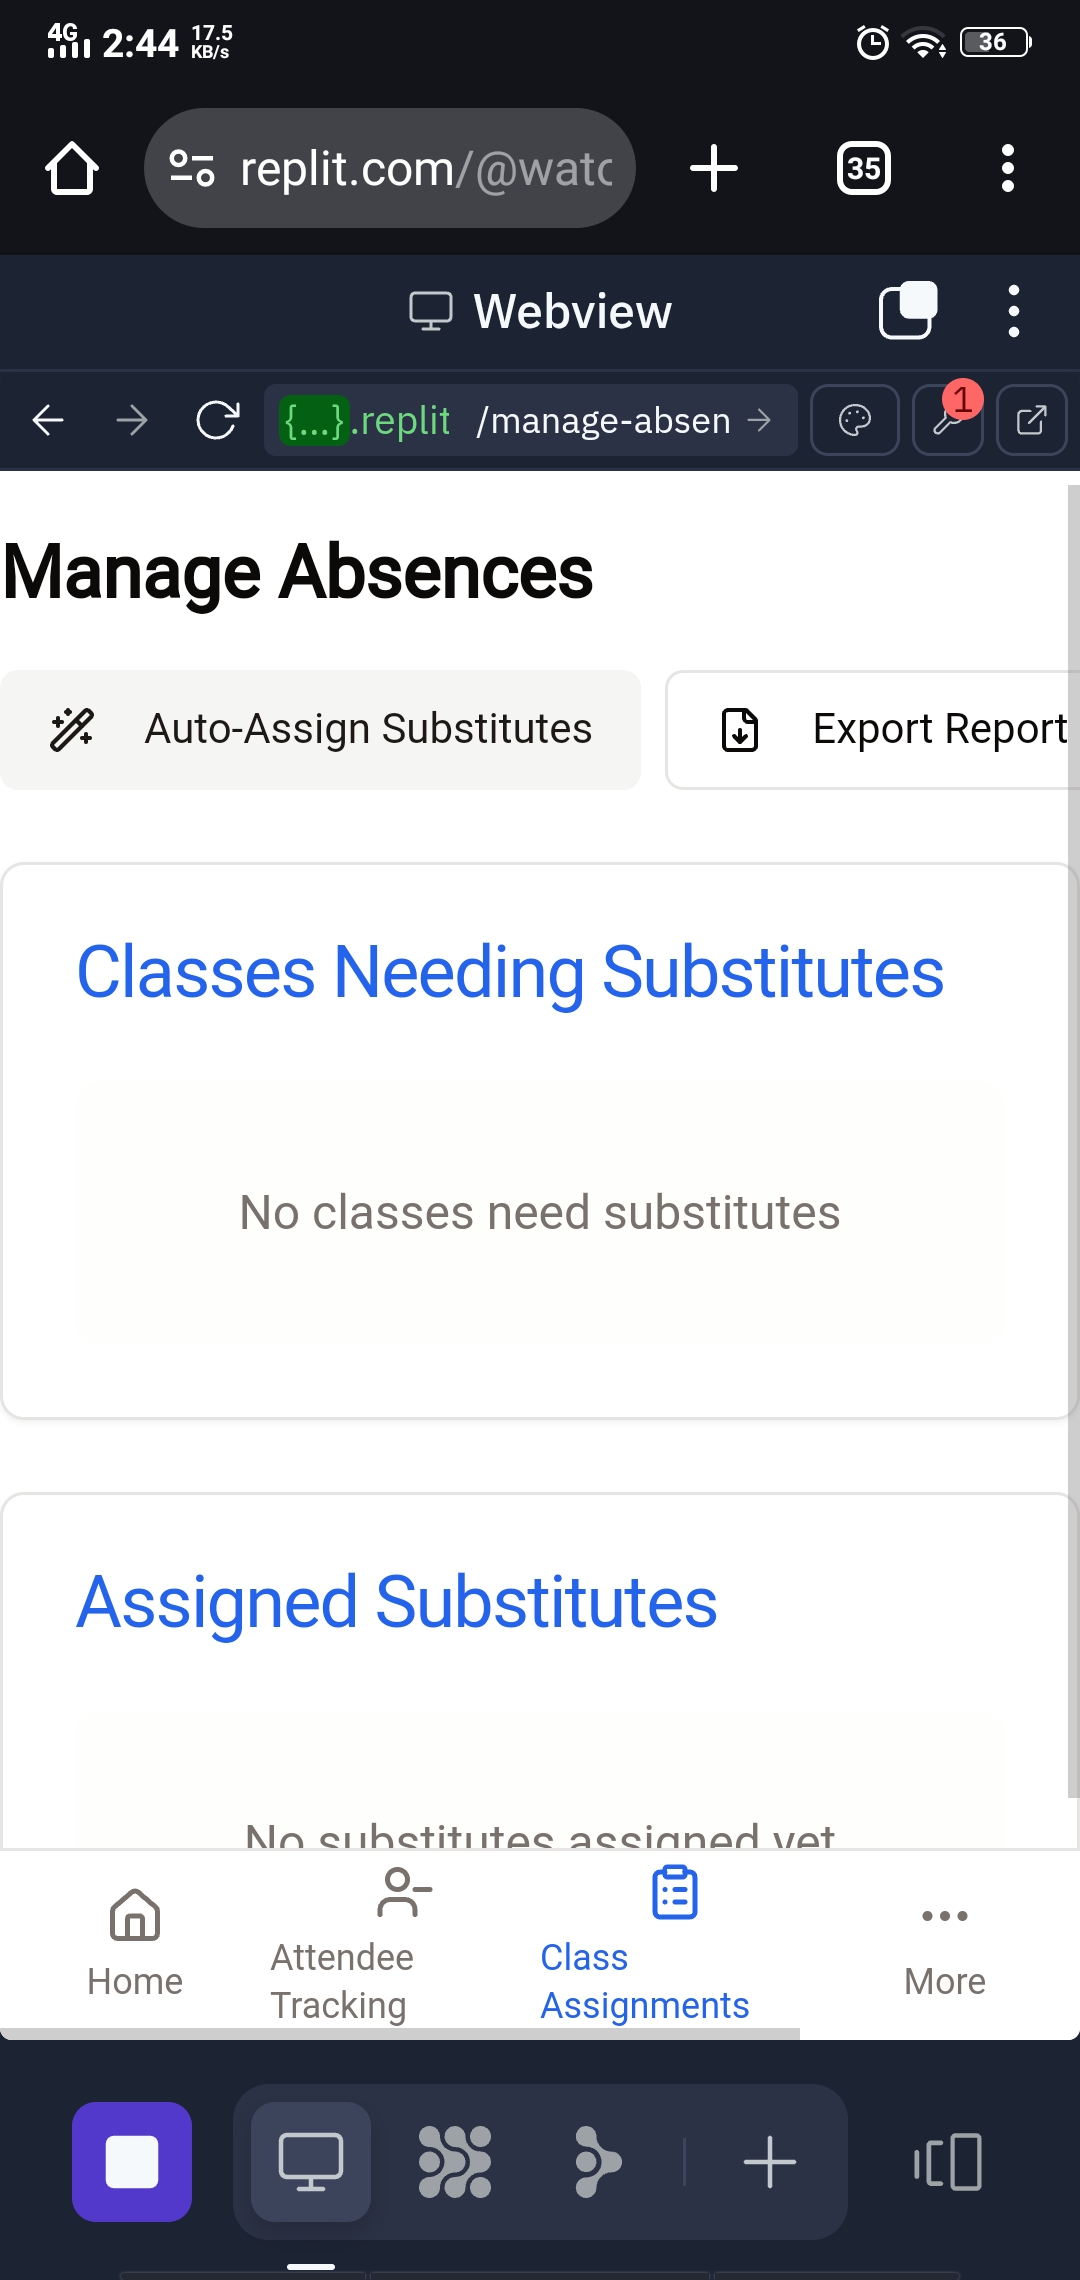 4G 2:44 17.5 KB/s 36
replit.com/@watc 35
Webview
{...}.replit /manage-absen 1
Manage Absences
Auto-Assign Substitutes Export Report
Classes Needing Substitutes
No classes need substitutes
Assigned Substitutes
No substitutes assigned yet
Home
Attendee
Tracking
Class
Assignments
More